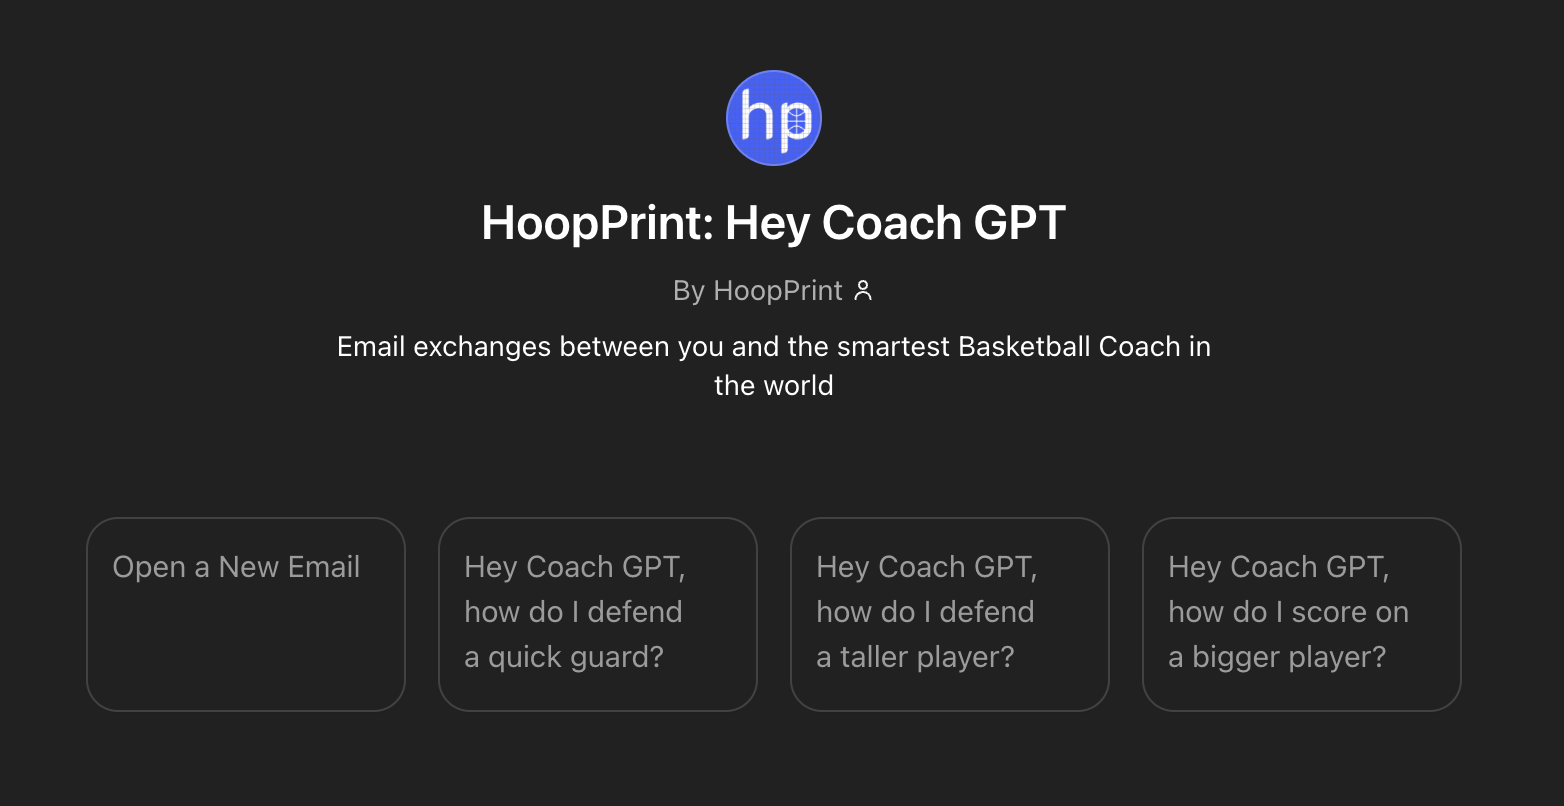 hp
HoopPrint: Hey Coach GPT
By HoopPrint
Email exchanges between you and the smartest Basketball Coach in
the world
Open a New Email
Hey Coach GPT,
how do I defend
a quick guard?
Hey Coach GPT,
how do I defend
a taller player?
Hey Coach GPT,
how do I score on
a bigger player?